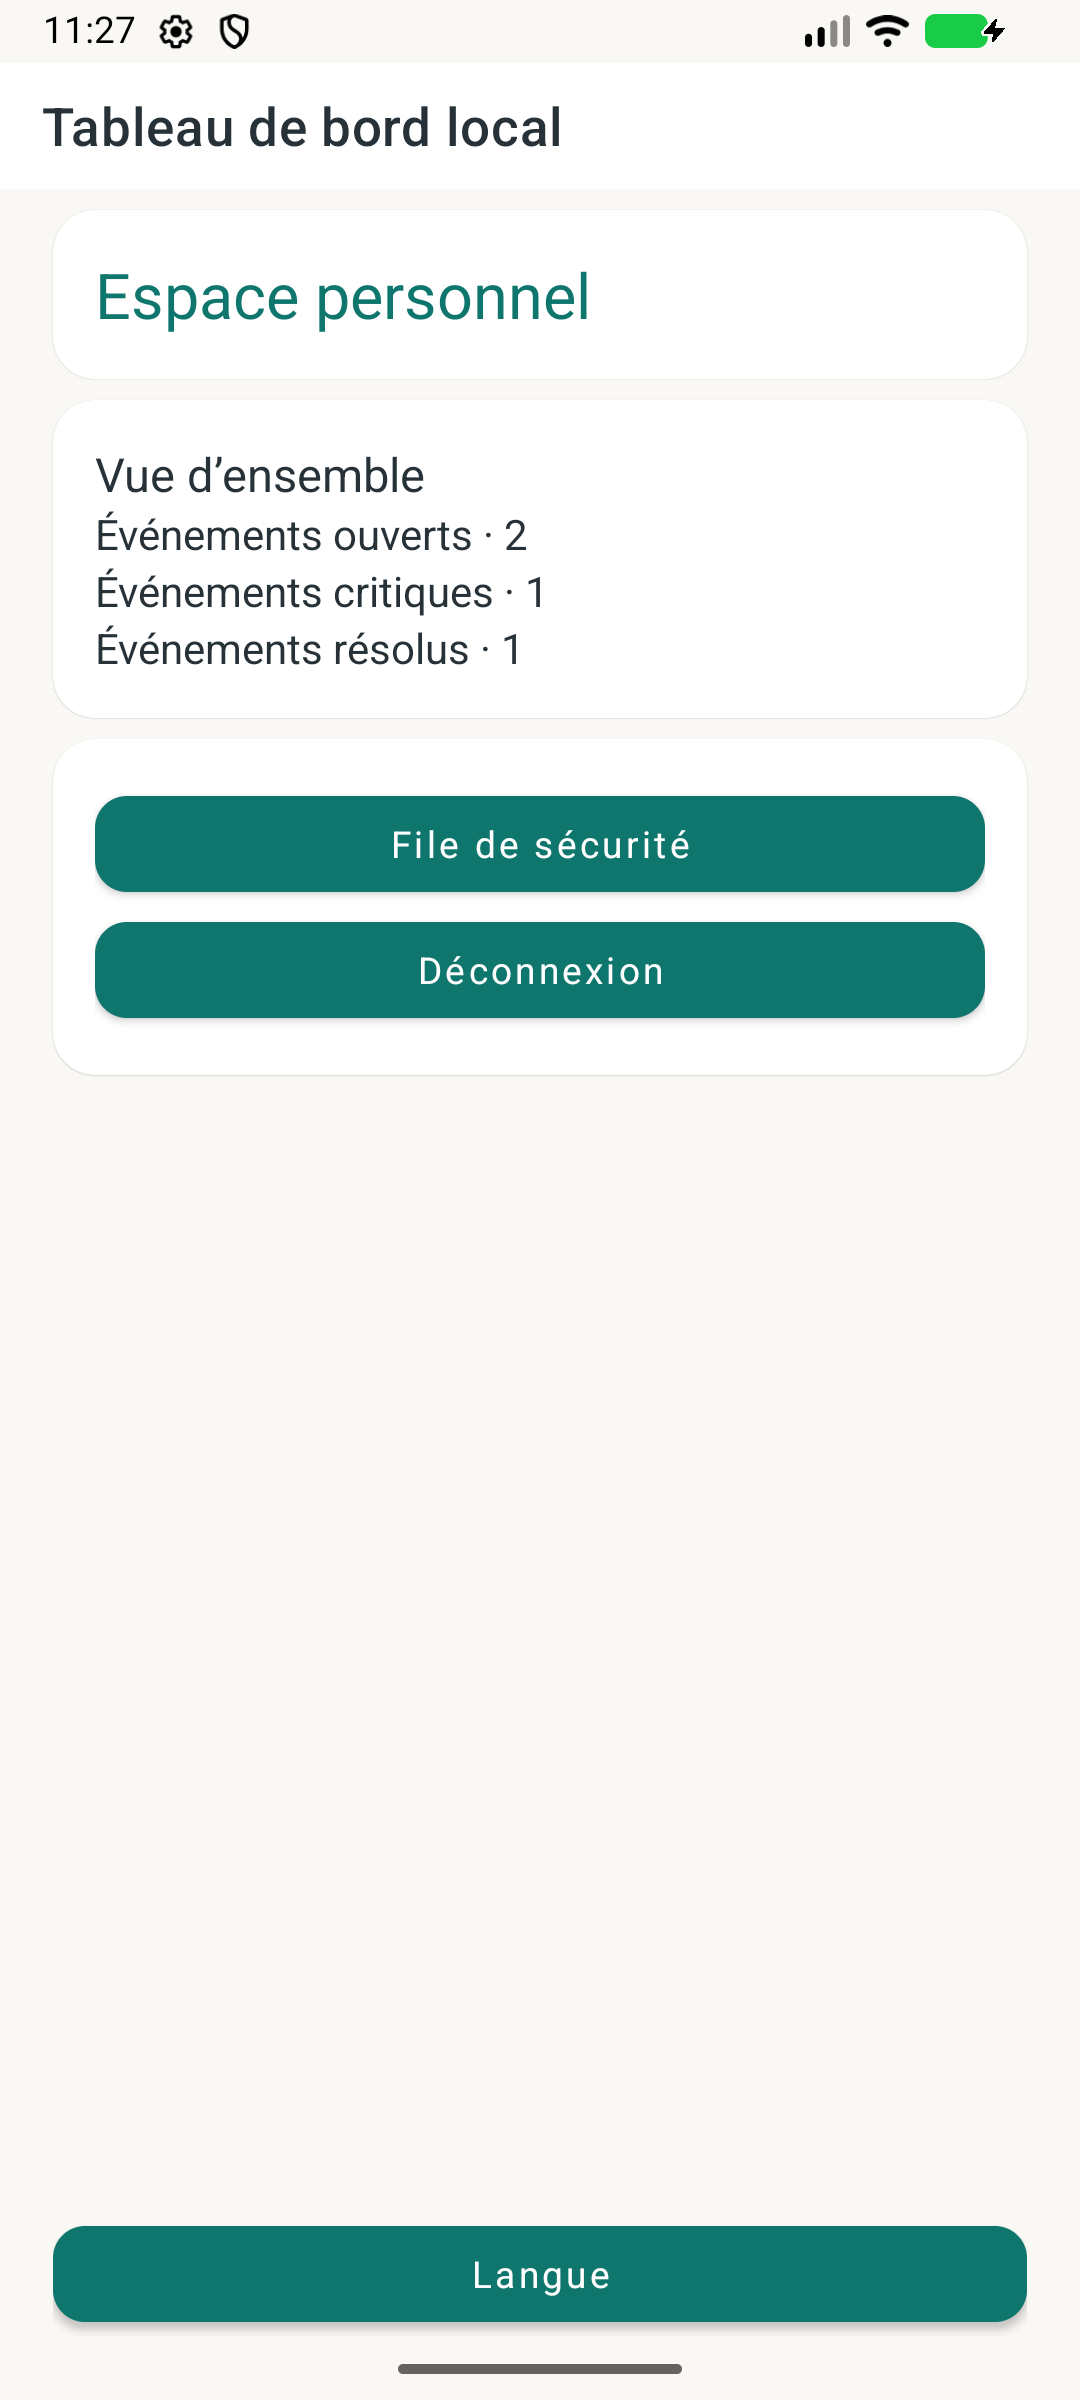 11:27
Tableau de bord local
Espace personnel
Vue d’ensemble
Événements ouverts · 2
Événements critiques · 1
Événements résolus · 1
File de sécurité
Déconnexion
Langue